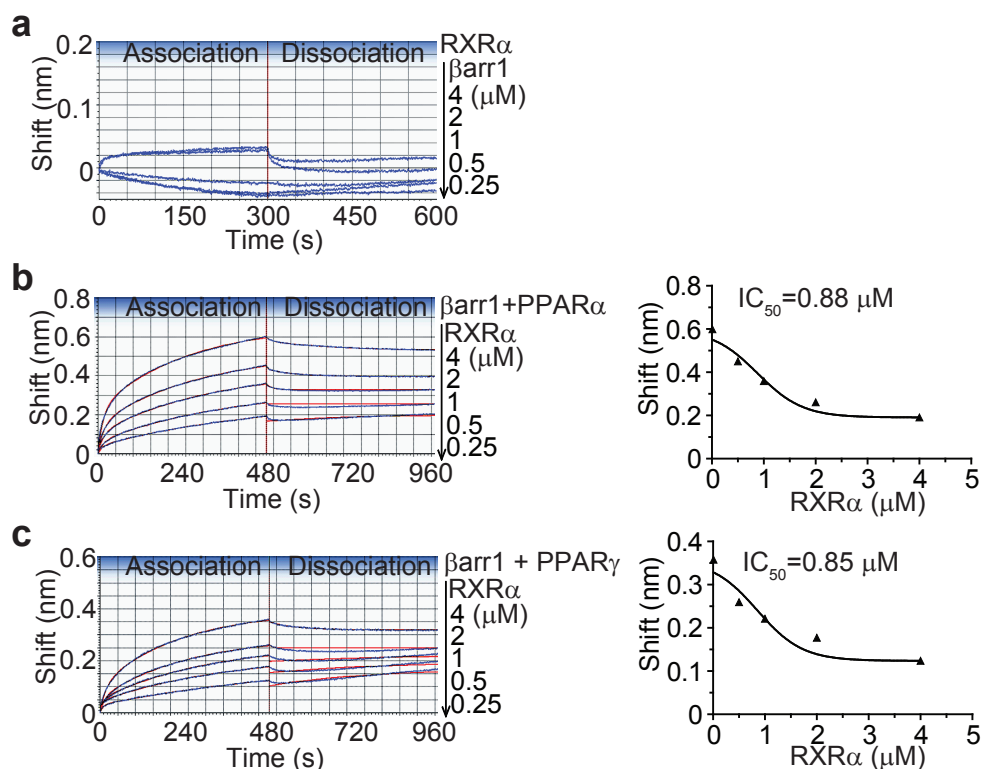 a
Association Dissociation
RXRα
βarr1
4 (μM)
2
1
0.5
0.25
0.2
0.1
0
Shift (nm)
0 150 300 450 600
Time (s)
b
Association Dissociation
βarr1+PPARα
RXRα
4 (μM)
2
1
0.5
0.25
0.8
0.6
0.4
0.2
0
Shift (nm)
0 240 480 720 960
Time (s)
IC50=0.88 μM
0.8
0.6
0.4
0.2
0.0
Shift (nm)
0 1 2 3 4 5
RXRα (μM)
c
Association Dissociation
βarr1 + PPARγ
RXRα
4 (μM)
2
1
0.5
0.25
0.6
0.4
0.2
0
Shift (nm)
0 240 480 720 960
Time (s)
IC50=0.85 μM
0.4
0.3
0.2
0.1
0.0
Shift (nm)
0 1 2 3 4 5
RXRα (μM)